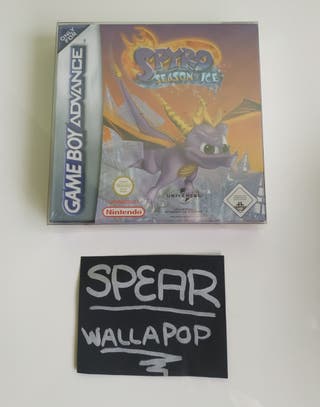 ONLY FOR
GAME BOY ADVANCE
SPYRO
SEASON OF ICE
Nintendo
UNIVERSAL
SPEAR
WALLAPOP